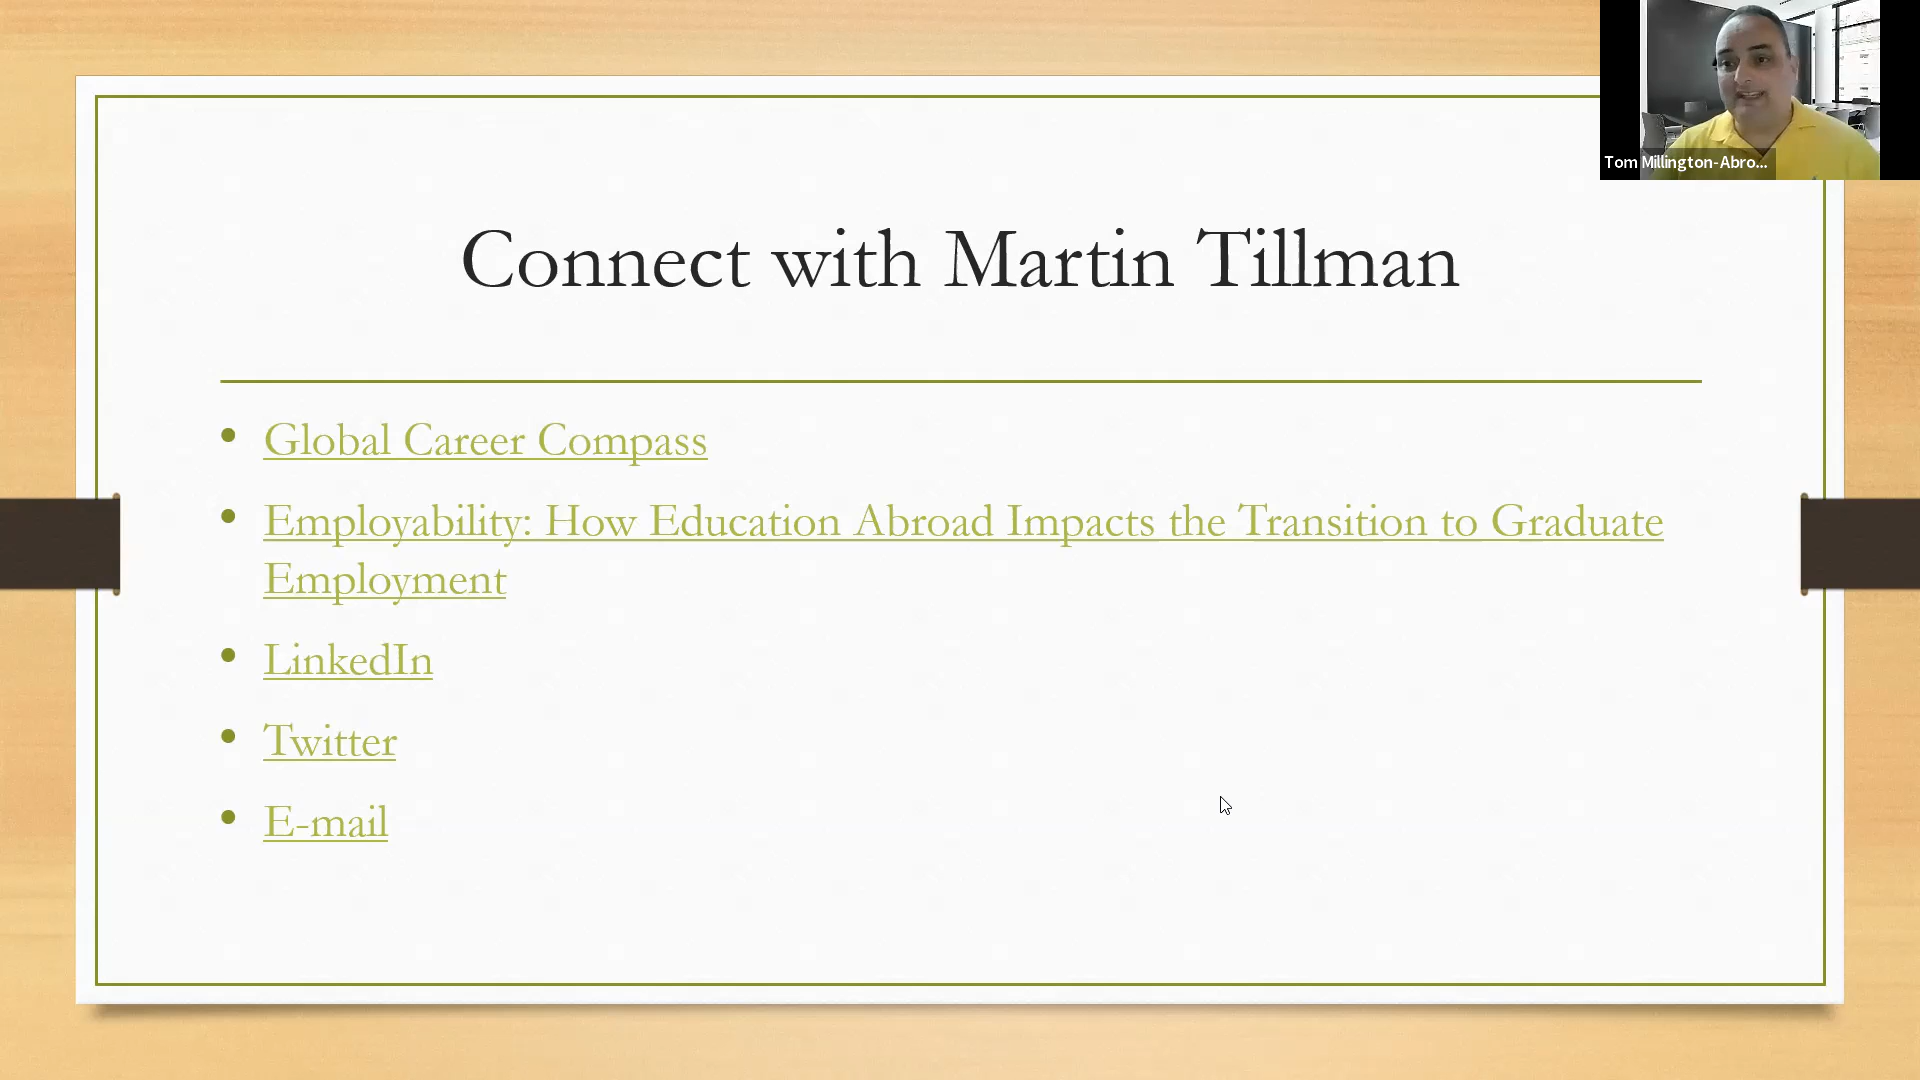 Tom Millington-Abro...
Connect with Martin Tillman
• Global Career Compass
• Employability: How Education Abroad Impacts the Transition to Graduate
Employment
• LinkedIn
• Twitter
• E-mail